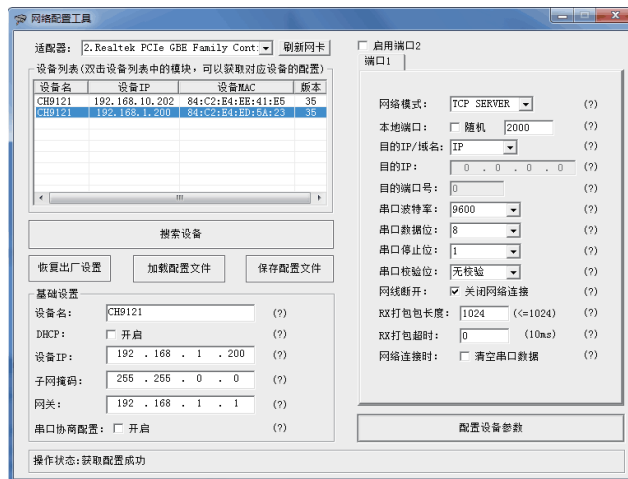 网络配置工具
适配器: 2.Realtek PCIe GBE Family Cont: 刷新网卡
设备列表(双击设备列表中的模块，可以获取对应设备的配置)
设备名 设备IP 设备MAC 版本
CH9121 192.168.10.202 84:C2:E4:EE:41:E5 35
CH9121 192.168.1.200 84:C2:E4:ED:5A:23 35
搜索设备
恢复出厂设置 加载配置文件 保存配置文件
基础设置
设备名: CH9121 (?)
DHCP: 开启 (?)
设备IP: 192 . 168 . 1 . 200 (?)
子网掩码: 255 . 255 . 0 . 0 (?)
网关: 192 . 168 . 1 . 1 (?)
串口协商配置: 开启 (?)
启用端口2
端口1
网络模式: TCP SERVER (?)
本地端口: 随机 2000 (?)
目的IP/域名: IP (?)
目的IP: 0 . 0 . 0 . 0 (?)
目的端口号: 0 (?)
串口波特率: 9600 (?)
串口数据位: 8 (?)
串口停止位: 1 (?)
串口校验位: 无校验 (?)
网线断开: 关闭网络连接 (?)
RX打包包长度: 1024 (<=1024) (?)
RX打包超时: 0 (10ms) (?)
网络连接时: 清空串口数据 (?)
配置设备参数
操作状态:获取配置成功